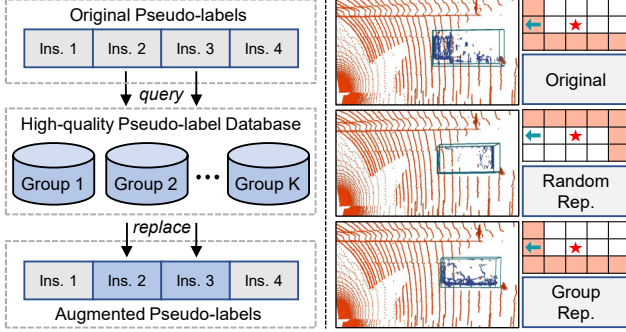 Original Pseudo-labels
Ins. 1 Ins. 2 Ins. 3 Ins. 4
query
High-quality Pseudo-label Database
Group 1 Group 2 ••• Group K
replace
Ins. 1 Ins. 2 Ins. 3 Ins. 4
Augmented Pseudo-labels
Original
Random
Rep.
Group
Rep.